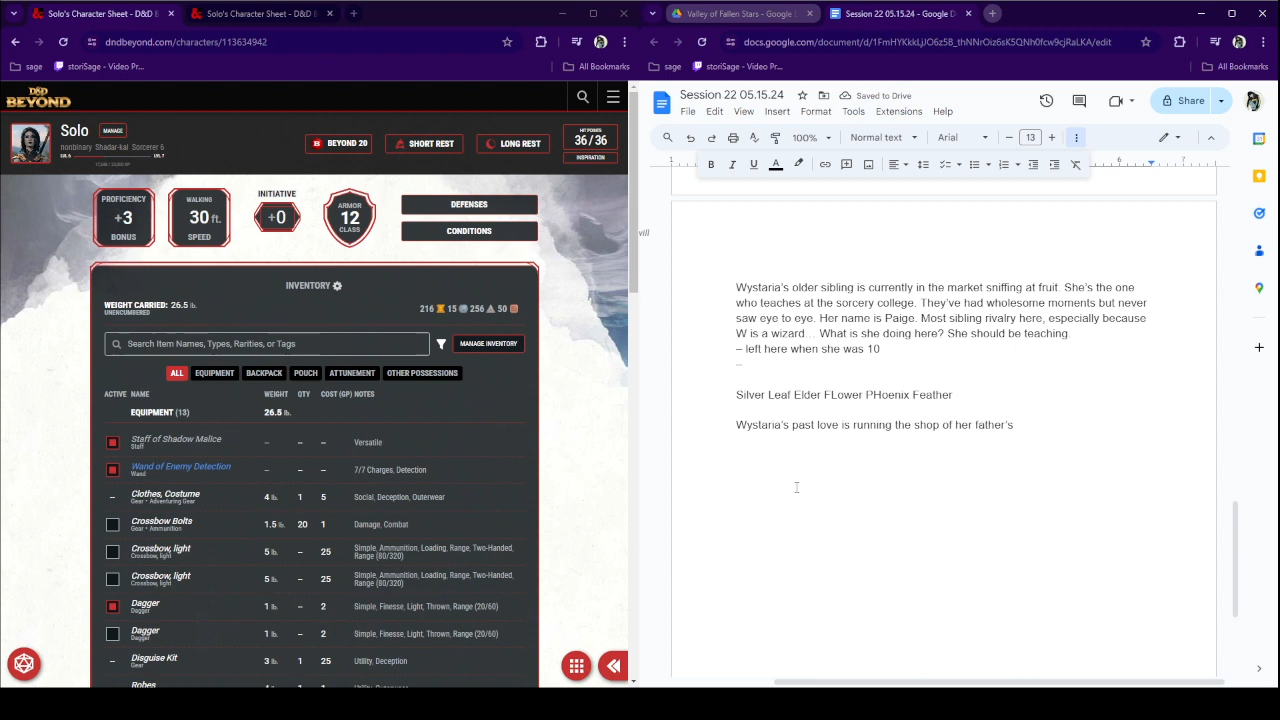 Solo's Character Sheet - D&D B
Solo's Character Sheet - D&D B
dndbeyond.com/characters/113634942
sage
storiSage - Video Pr...
All Bookmarks
D&D
BEYOND
Solo
MANAGE
nonbinary Shadar-kai Sorcerer 6
LVL 6
LVL 7
BEYOND 20
SHORT REST
LONG REST
HIT POINTS
36/36
INSPIRATION
PROFICIENCY
+3
BONUS
WALKING
30 ft.
SPEED
INITIATIVE
+0
ARMOR
12
CLASS
DEFENSES
CONDITIONS
INVENTORY
WEIGHT CARRIED: 26.5 lb.
UNENCUMBERED
216 15 256 50
Search Item Names, Types, Rarities, or Tags
MANAGE INVENTORY
ALL EQUIPMENT BACKPACK POUCH ATTUNEMENT OTHER POSSESSIONS
ACTIVE NAME WEIGHT QTY COST (GP) NOTES
EQUIPMENT (13) 26.5 lb.
Staff of Shadow Malice -- -- -- Versatile
Staff
Wand of Enemy Detection -- -- -- 7/7 Charges, Detection
Wand
-- Clothes, Costume 4 lb. 1 5 Social, Deception, Outerwear
Gear • Adventuring Gear
Crossbow Bolts 1.5 lb. 20 1 Damage, Combat
Gear • Ammunition
Crossbow, light 5 lb. -- 25 Simple, Ammunition, Loading, Range, Two-Handed,
Crossbow, light Range (80/320)
Crossbow, light 5 lb. -- 25 Simple, Ammunition, Loading, Range, Two-Handed,
Crossbow, light Range (80/320)
Dagger 1 lb. -- 2 Simple, Finesse, Light, Thrown, Range (20/60)
Dagger
Dagger 1 lb. -- 2 Simple, Finesse, Light, Thrown, Range (20/60)
Dagger
-- Disguise Kit 3 lb. 1 25 Utility, Deception
Gear
Robes
Valley of Fallen Stars - Google D
Session 22 05.15.24 - Google D
docs.google.com/document/d/1FmHYKkkLjJO6z5B_thNNrOiz6sK5QNh0fcw9cjRaLKA/edit
sage
storiSage - Video Pr...
All Bookmarks
Session 22 05.15.24
Saved to Drive
File Edit View Insert Format Tools Extensions Help
Share
100% Normal text Arial 13
1 6 7
vill
Wystaria's older sibling is currently in the market sniffing at fruit. She's the one
who teaches at the sorcery college. They've had wholesome moments but never
saw eye to eye. Her name is Paige. Most sibling rivalry here, especially because
W is a wizard... What is she doing here? She should be teaching.
– left here when she was 10
–
Silver Leaf Elder FLower PHoenix Feather
Wystaria's past love is running the shop of her father's